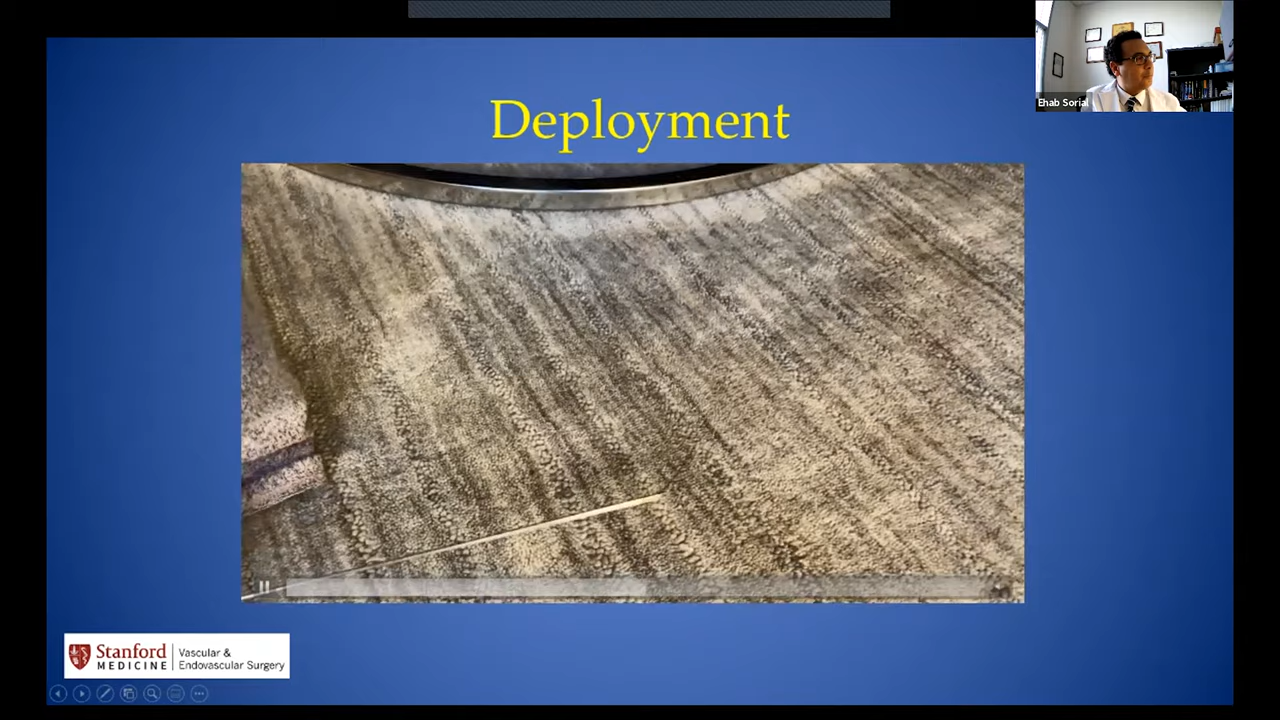 Deployment
Ehab Sorial
Stanford
MEDICINE
Vascular &
Endovascular Surgery